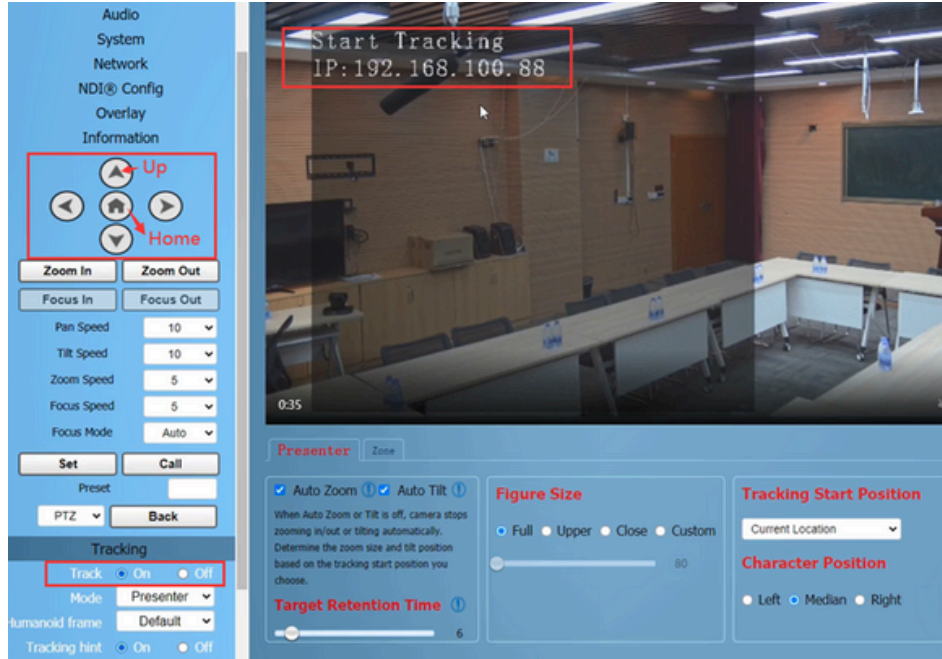 Audio
System
Network
NDI® Config
Overlay
Information
Up
Home
Zoom In Zoom Out
Focus In Focus Out
Pan Speed 10
Tilt Speed 10
Zoom Speed 5
Focus Speed 5
Focus Mode Auto
Set Call
Preset
PTZ Back
Tracking
Track On Off
Mode Presenter
Humanoid frame Default
Tracking hint On Off
Start Tracking
IP:192.168.100.88
0:35
Presenter Zone
Auto Zoom Auto Tilt
When Auto Zoom or Tilt is off, camera stops
zooming in/out or tilting automatically.
Determine the zoom size and tilt position
based on the tracking start position you
choose.
Target Retention Time
6
Figure Size
Full Upper Close Custom
80
Tracking Start Position
Current Location
Character Position
Left Median Right